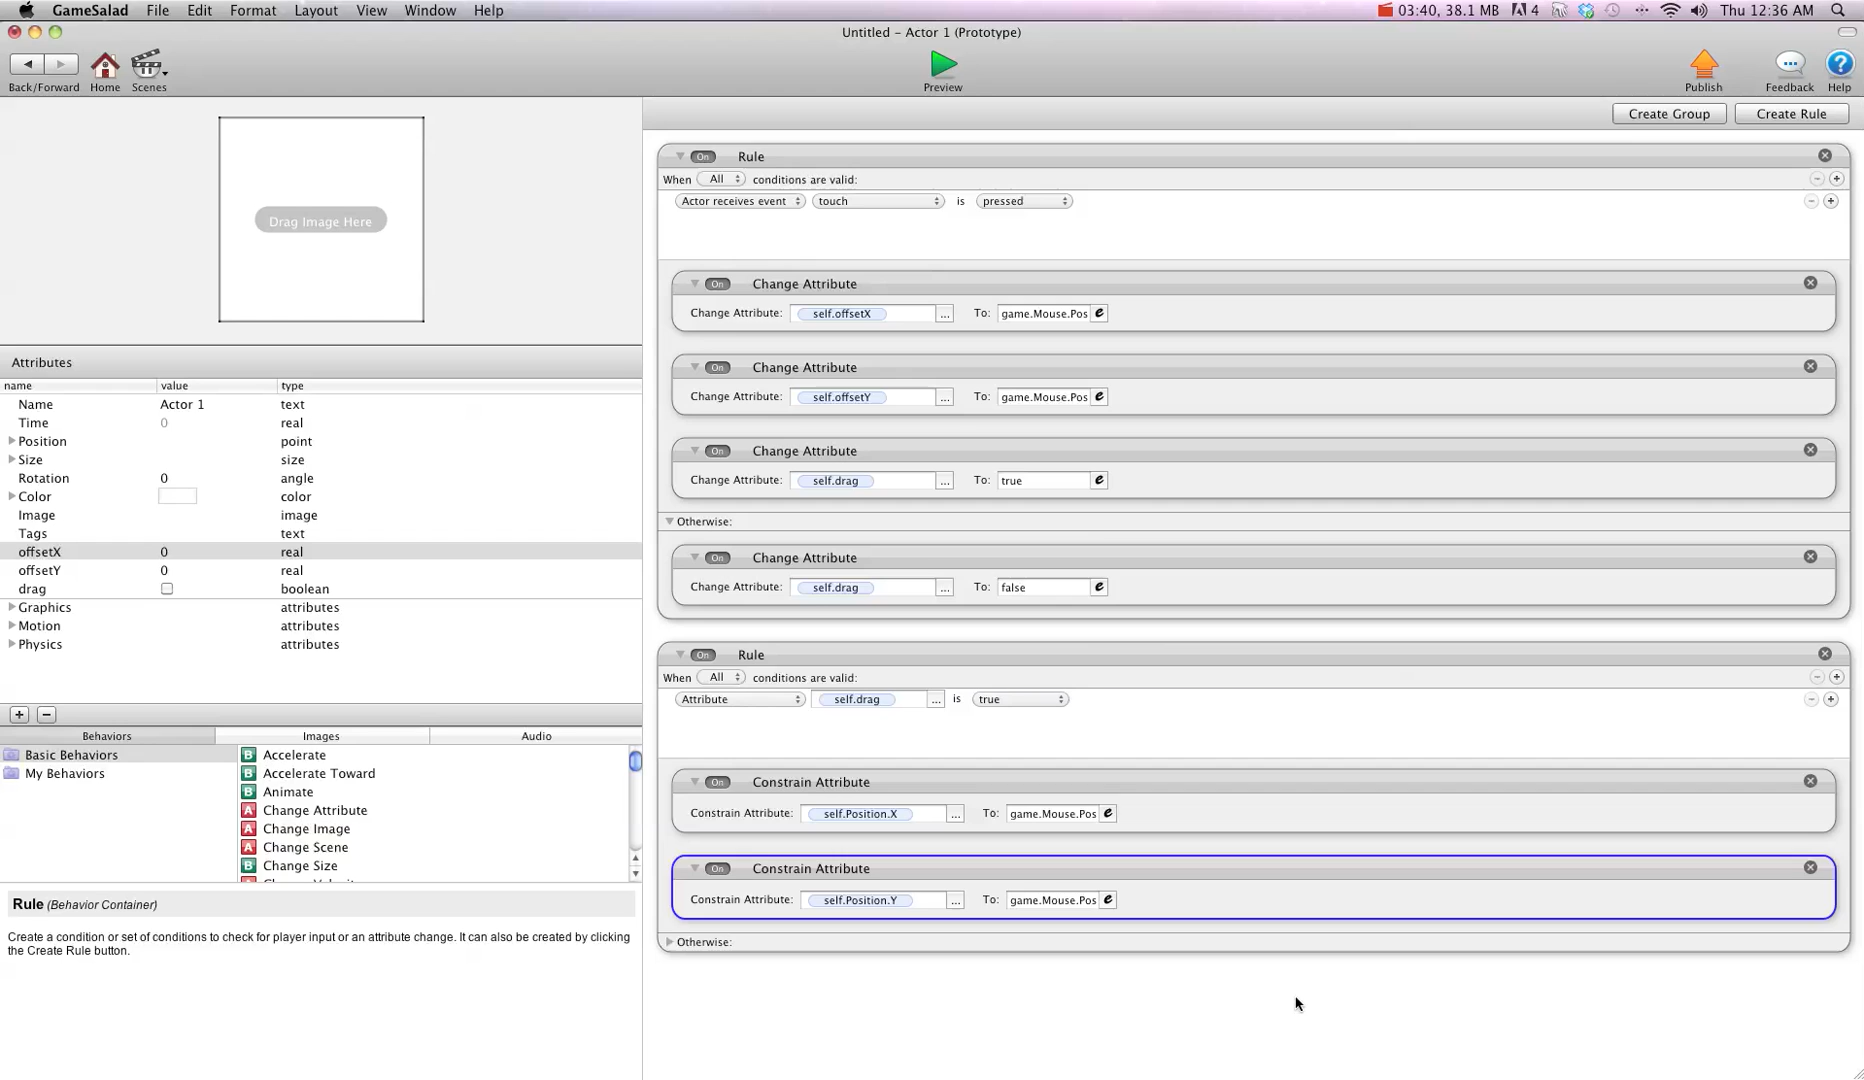 GameSalad File Edit Format Layout View Window Help 03:40, 38.1 MB 4 Thu 12:36 AM
Untitled – Actor 1 (Prototype)
Back/Forward Home Scenes Preview Publish Feedback Help
Create Group Create Rule
Drag Image Here
Attributes
name value type
Name Actor 1 text
Time 0 real
Position point
Size size
Rotation 0 angle
Color color
Image image
Tags text
offsetX 0 real
offsetY 0 real
drag boolean
Graphics attributes
Motion attributes
Physics attributes
+ −
Behaviors Images Audio
Basic Behaviors
My Behaviors
B Accelerate
B Accelerate Toward
B Animate
A Change Attribute
A Change Image
A Change Scene
B Change Size
Rule (Behavior Container)
Create a condition or set of conditions to check for player input or an attribute change. It can also be created by clicking
the Create Rule button.
On Rule
When All conditions are valid:
Actor receives event touch is pressed
On Change Attribute
Change Attribute: self.offsetX ... To: game.Mouse.Pos e
On Change Attribute
Change Attribute: self.offsetY ... To: game.Mouse.Pos e
On Change Attribute
Change Attribute: self.drag ... To: true e
Otherwise:
On Change Attribute
Change Attribute: self.drag ... To: false e
On Rule
When All conditions are valid:
Attribute self.drag ... is true
On Constrain Attribute
Constrain Attribute: self.Position.X ... To: game.Mouse.Pos e
On Constrain Attribute
Constrain Attribute: self.Position.Y ... To: game.Mouse.Pos e
Otherwise: